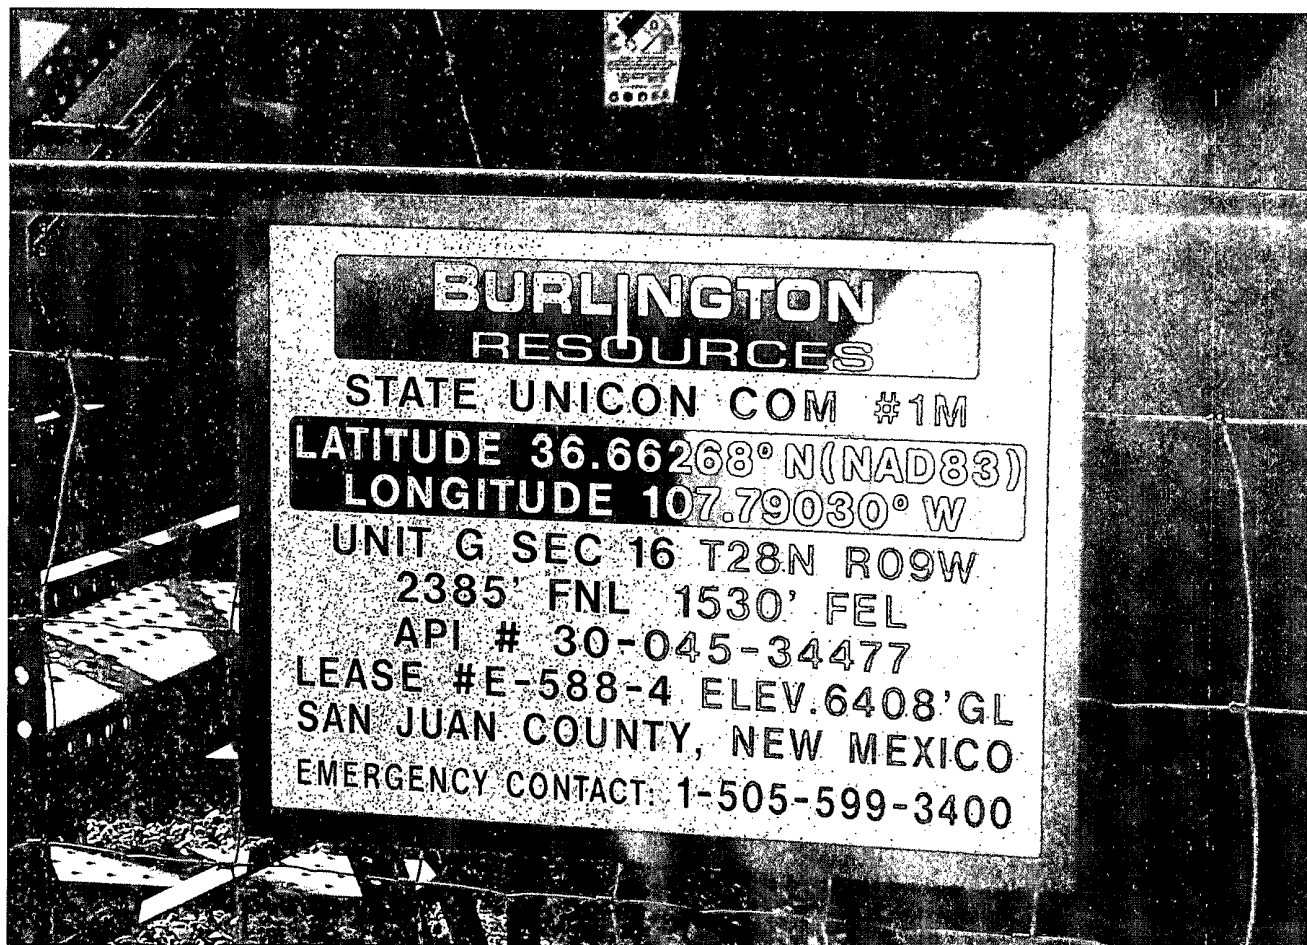 BURLINGTON
RESOURCES
STATE UNICON COM #1M
LATITUDE 36.66268° N(NAD83)
LONGITUDE 107.79030° W
UNIT G SEC 16 T28N R09W
2385' FNL 1530' FEL
API # 30-045-34477
LEASE #E-588-4 ELEV.6408'GL
SAN JUAN COUNTY, NEW MEXICO
EMERGENCY CONTACT: 1-505-599-3400